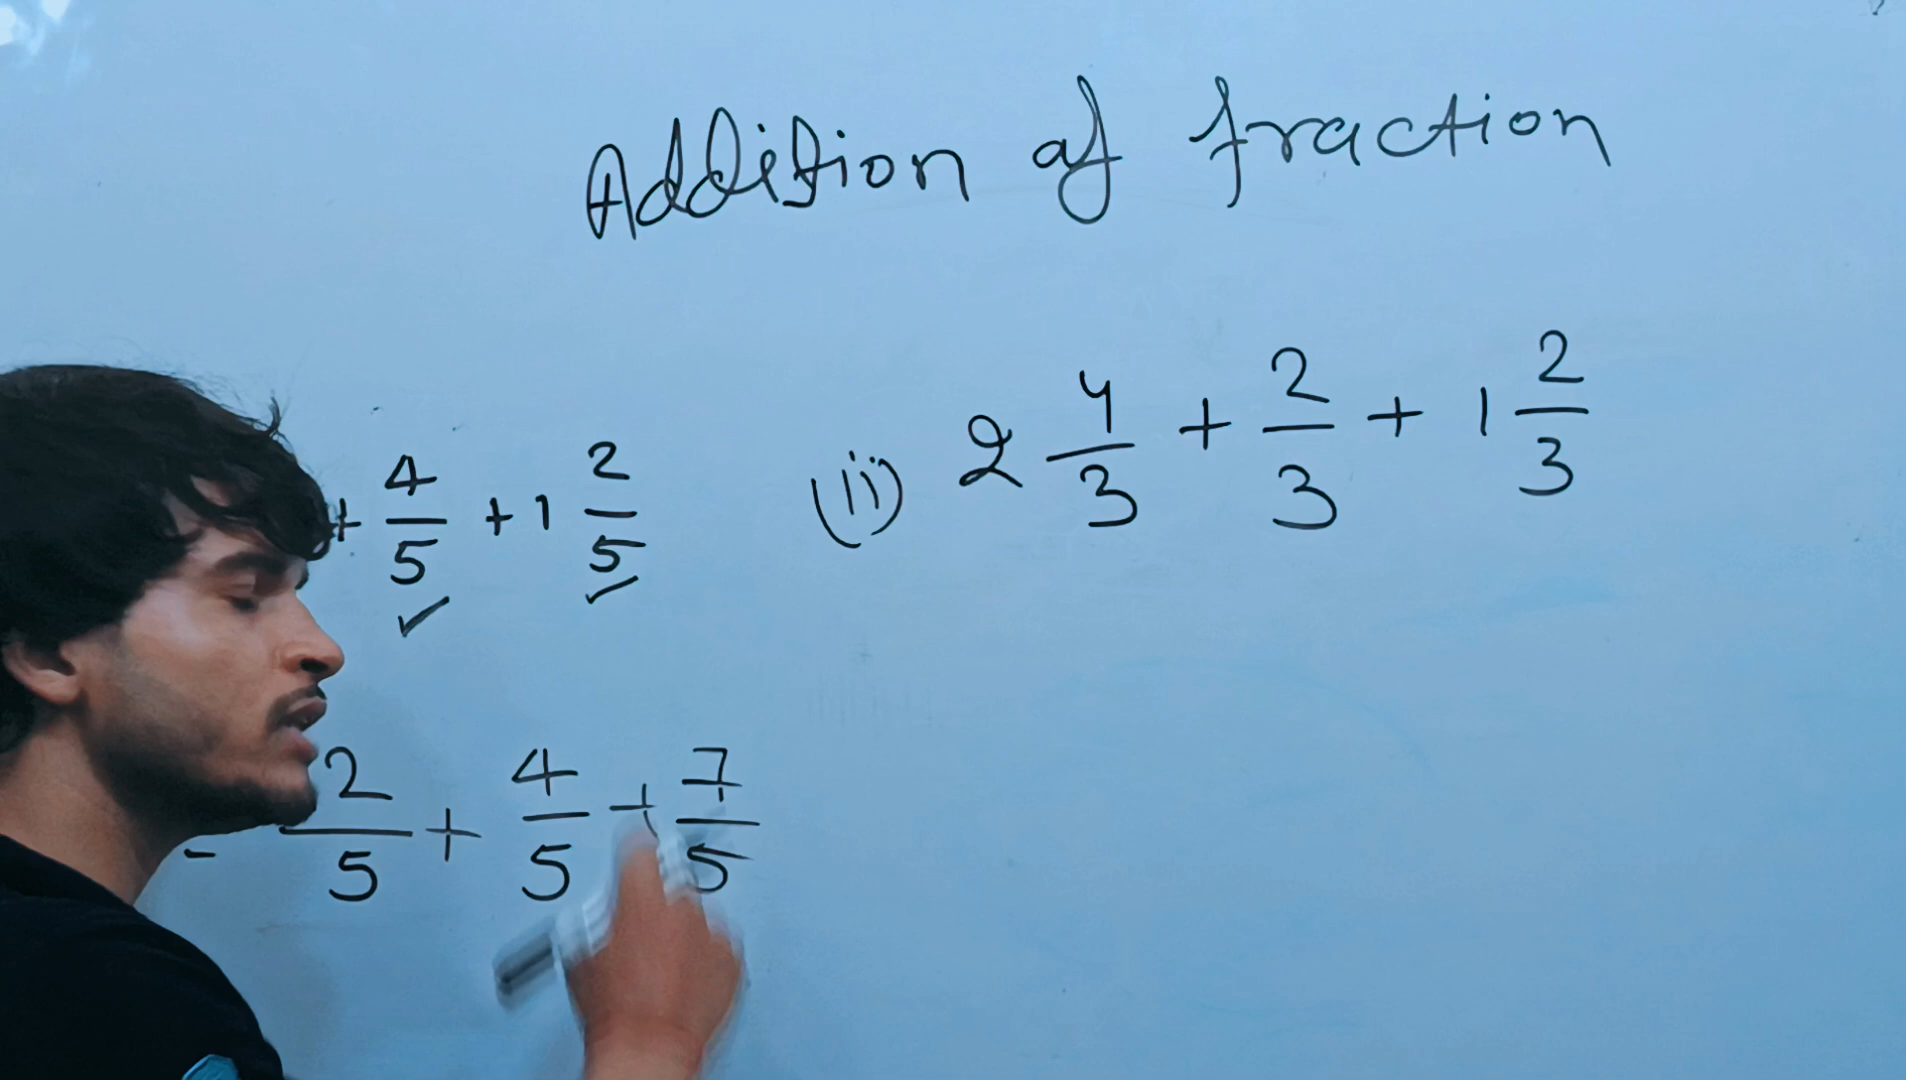 Addition of fraction
+ 4/5 + 1 2/5
(ii) 2 4/3 + 2/3 + 1 2/3
- 2/5 + 4/5 + 7/5